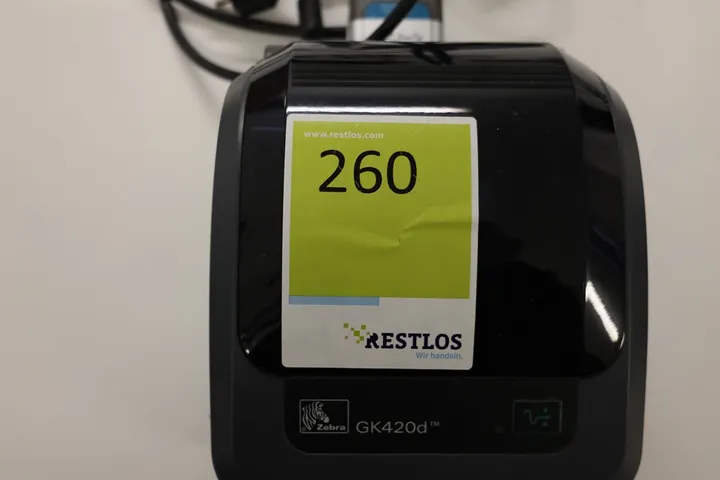 www.restlos.com
260
RESTLOS
Wir handeln.
Zebra
GK420d™